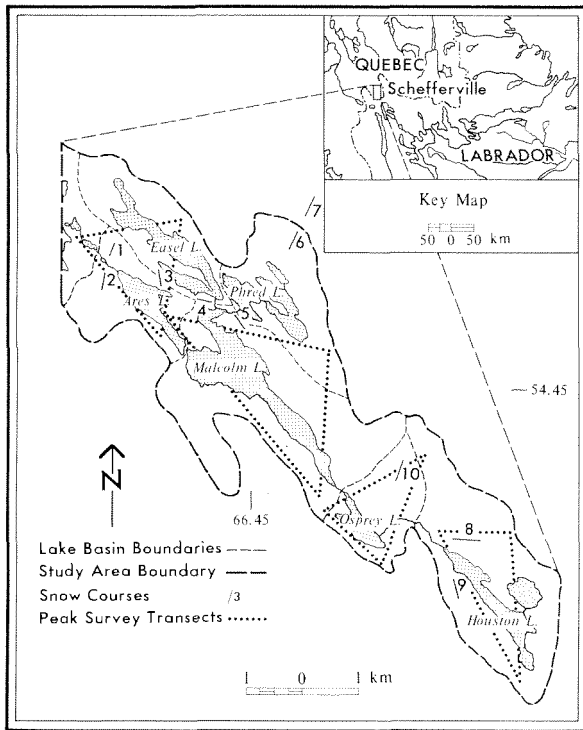 QUEBEC
Schefferville
LABRADOR
Key Map
50 0 50
km
/7
/6
/1
Easel L.
/2
3
Ares L.
Phred L.
4
5
Malcolm L.
54.45
N
66.45
/10
Osprey L.
8
9
Houston L.
Lake Basin Boundaries
Study Area Boundary
Snow Courses /3
Peak Survey Transects
1 0 1 km